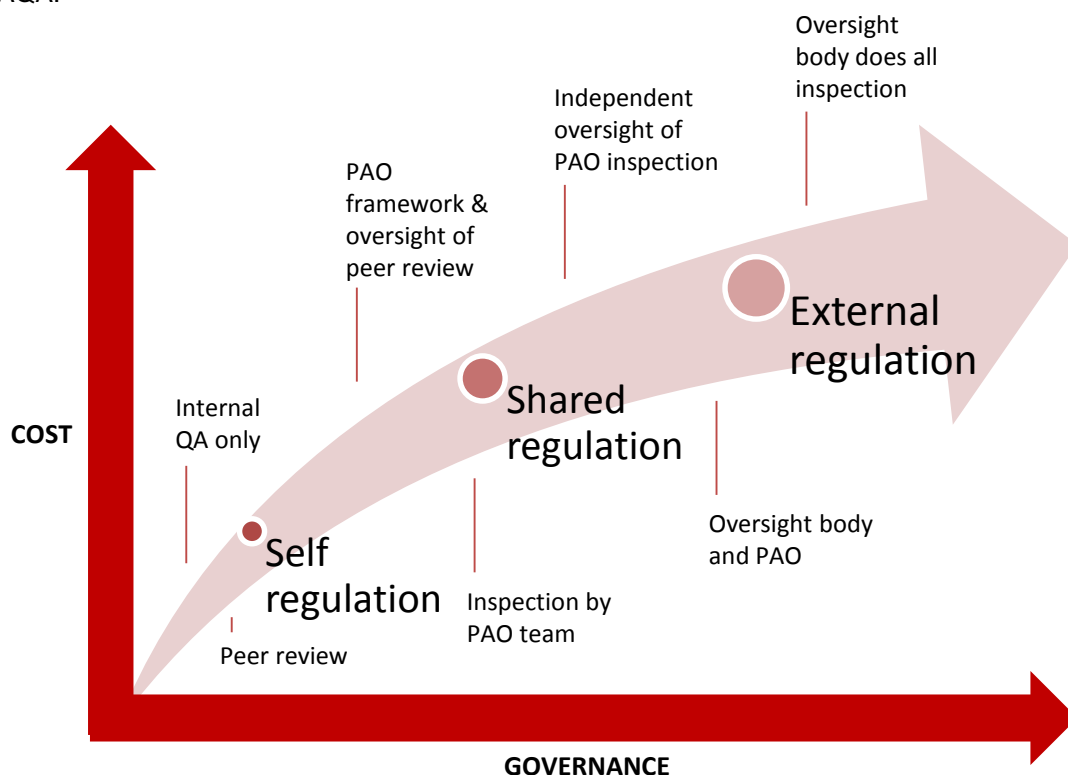 Oversight
body does all
inspection
Independent
oversight of
PAO inspection
PAO
framework &
oversight of
peer review
External
regulation
Internal
QA only
COST
Shared
regulation
Oversight body
and PAO
Self
regulation
Inspection by
PAO team
Peer review
GOVERNANCE